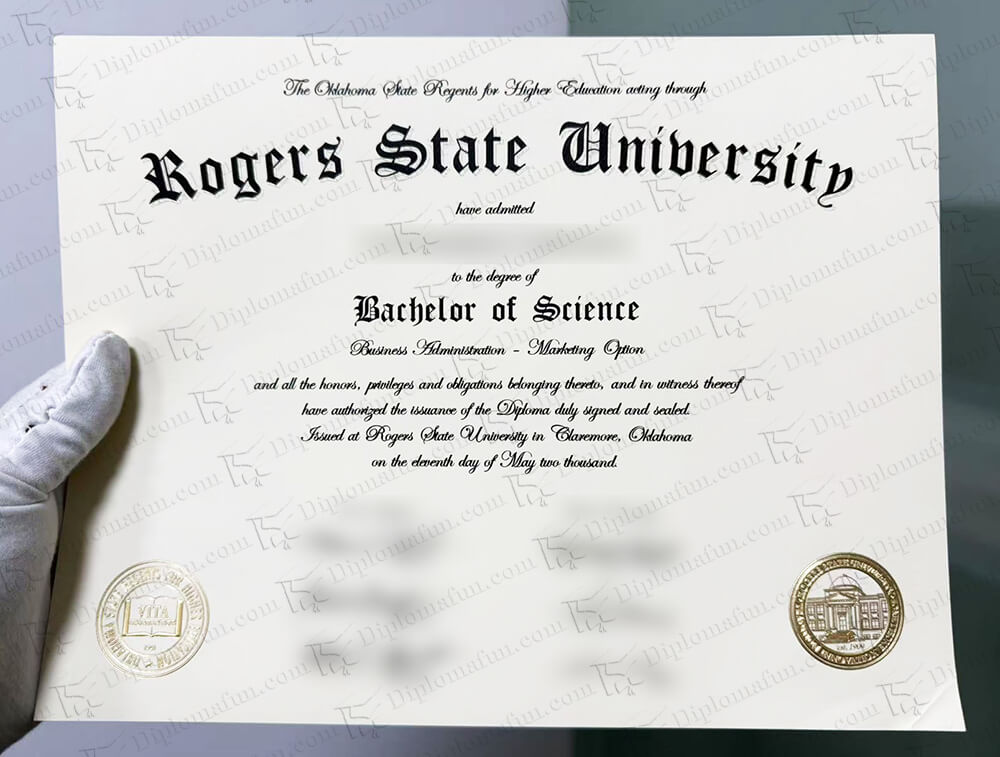 The Oklahoma State Regents for Higher Education acting through
Rogers State University
have admitted
to the degree of
Bachelor of Science
Business Administration - Marketing Option
and all the honors, privileges and obligations belonging thereto, and in witness thereof
have authorized the issuance of the Diploma duly signed and sealed.
Issued at Rogers State University in Claremore, Oklahoma
on the eleventh day of May two thousand.
VITA
Diplomafun.com